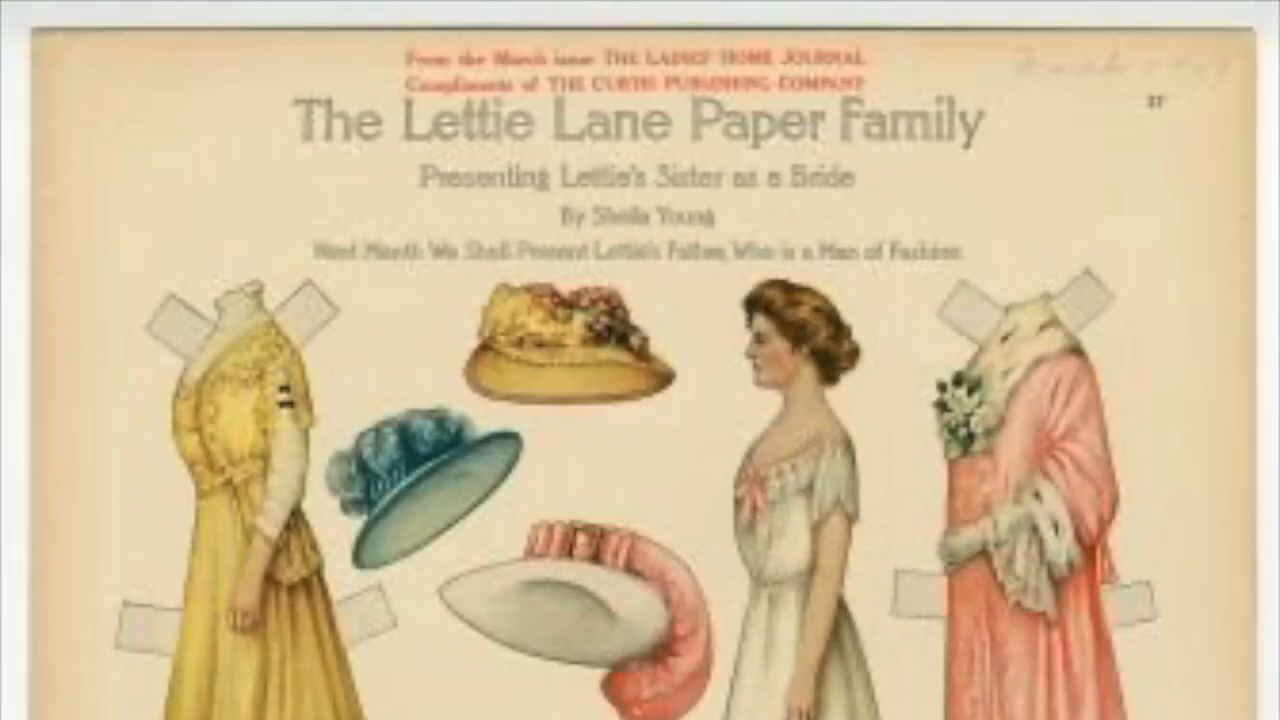 From the March issue THE LADIES' HOME JOURNAL
Compliments of THE CURTIS PUBLISHING COMPANY
The Lettie Lane Paper Family
Presenting Lettie's Sister as a Bride
By Sheila Young
Next Month We Shall Present Lettie's Father, Who is a Man of Fashion